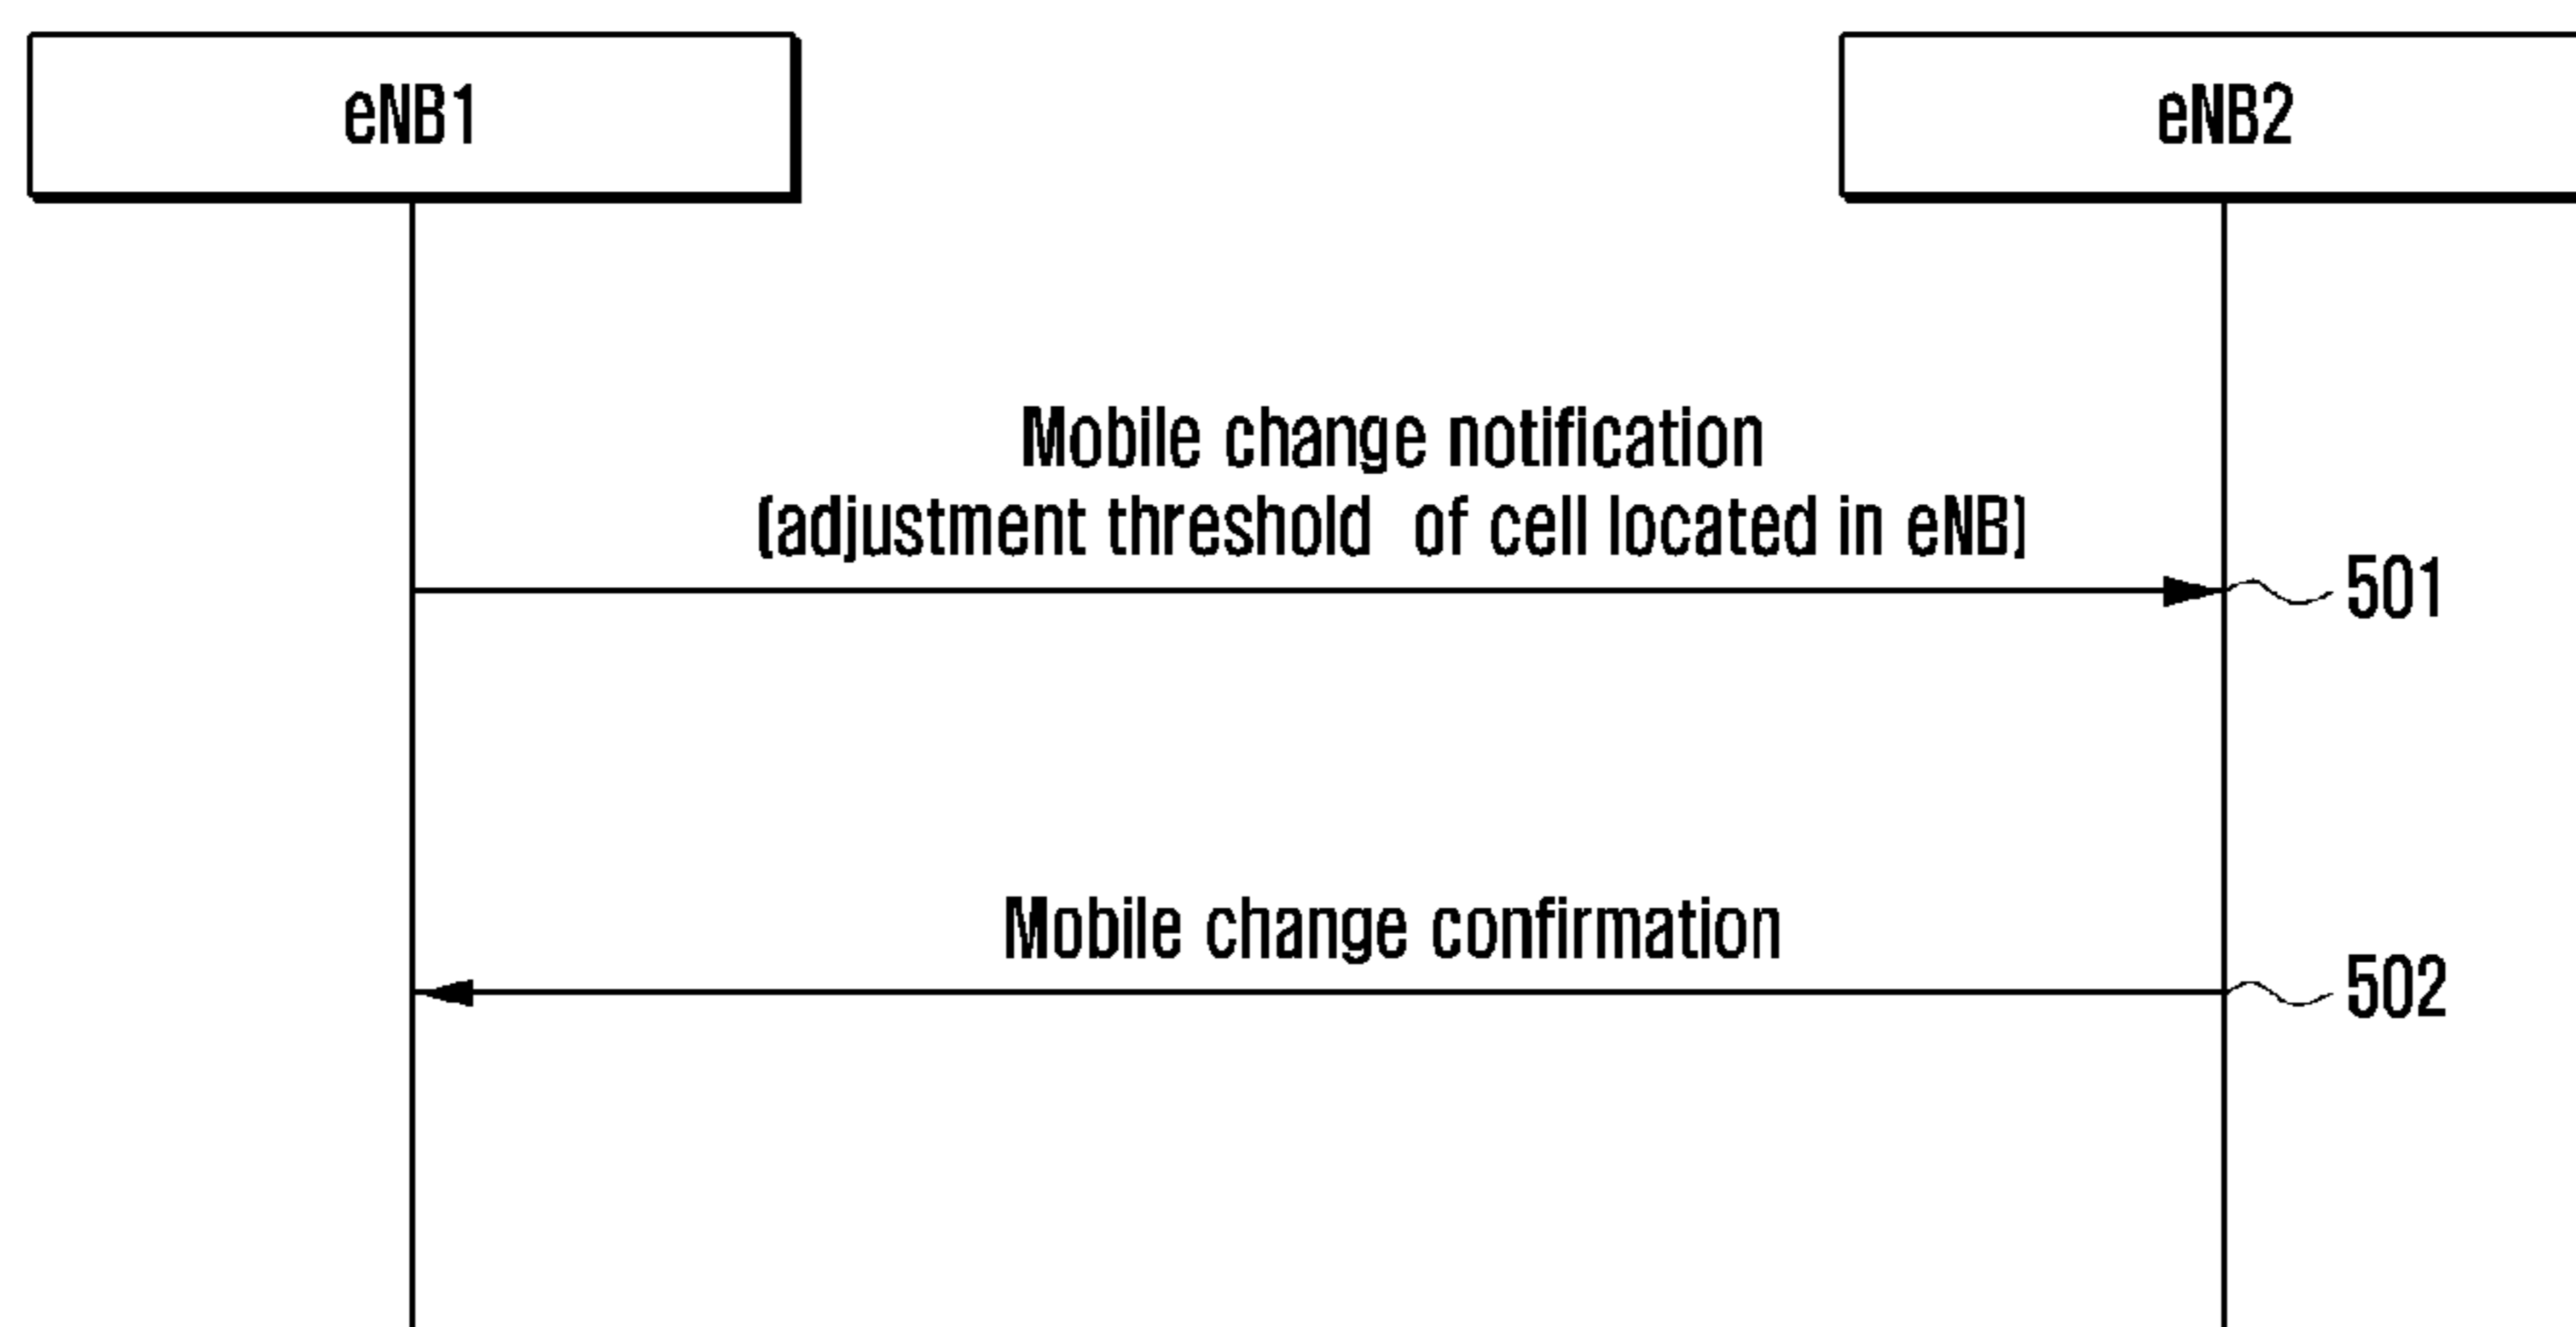 eNB1
eNB2
Mobile change notification
(adjustment threshold of cell located in eNB)
501
Mobile change confirmation
502